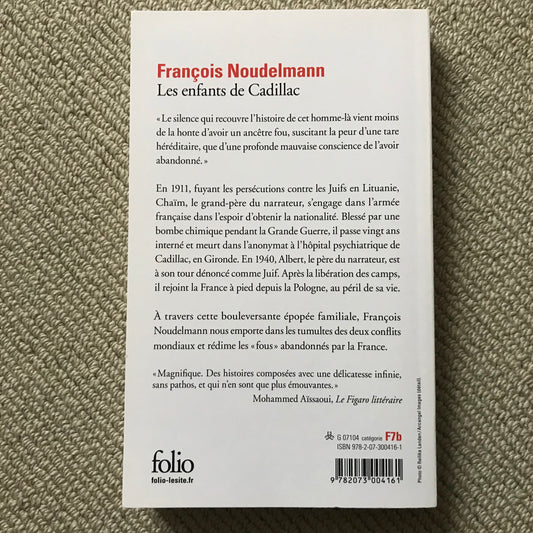 François Noudelmann
Les enfants de Cadillac
« Le silence qui recouvre l'histoire de cet homme-là vient moins
de la honte d'avoir un ancêtre fou, suscitant la peur d'une tare
héréditaire, que d'une profonde mauvaise conscience de l'avoir
abandonné. »
En 1911, fuyant les persécutions contre les Juifs en Lituanie,
Chaïm, le grand-père du narrateur, s'engage dans l'armée
française dans l'espoir d'obtenir la nationalité. Blessé par une
bombe chimique pendant la Grande Guerre, il passe vingt ans
interné et meurt dans l'anonymat à l'hôpital psychiatrique de
Cadillac, en Gironde. En 1940, Albert, le père du narrateur, est
à son tour dénoncé comme Juif. Après la libération des camps,
il rejoint la France à pied depuis la Pologne, au péril de sa vie.
À travers cette bouleversante épopée familiale, François
Noudelmann nous emporte dans les tumultes des deux conflits
mondiaux et rédime les « fous » abandonnés par la France.
« Magnifique. Des histoires composées avec une délicatesse infinie,
sans pathos, et qui n'en sont que plus émouvantes. »
Mohammed Aïssaoui, Le Figaro littéraire
G 07104 catégorie F7b
ISBN 978-2-07-300416-1
folio
folio-lesite.fr
9 782073 004161
Photo © / Arcangel Images (détail).